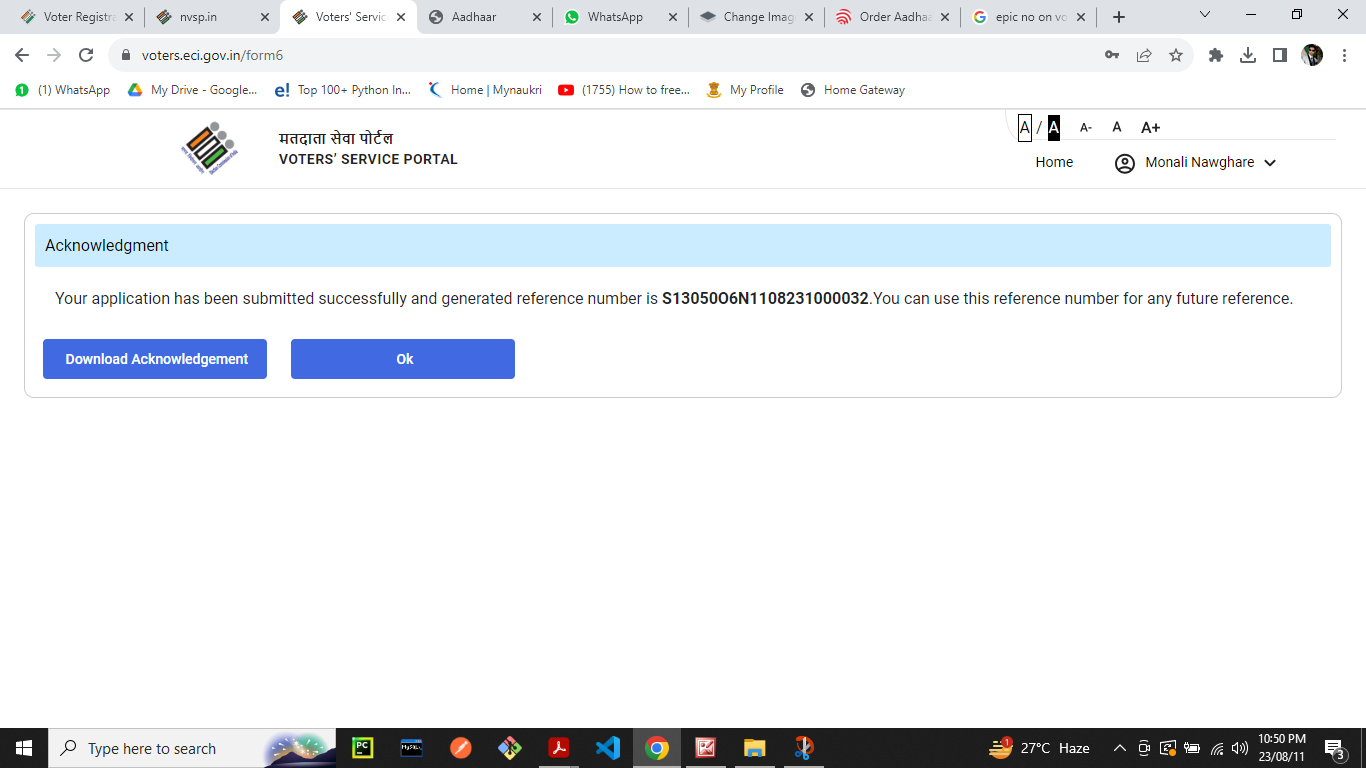 Voter Registra
nvsp.in
Voters' Servic
Aadhaar
WhatsApp
Change Imag
Order Aadhaa
epic no on vo
voters.eci.gov.in/form6
(1) WhatsApp
My Drive - Google...
Top 100+ Python In...
Home | Mynaukri
(1755) How to free...
My Profile
Home Gateway
मतदाता सेवा पोर्टल
VOTERS' SERVICE PORTAL
A / A A- A A+
Home
Monali Nawghare
Acknowledgment
Your application has been submitted successfully and generated reference number is S13050O6N1108231000032.You can use this reference number for any future reference.
Download Acknowledgement
Ok
Type here to search
PC
MySQL
1
27°C Haze
10:50 PM
23/08/11
3